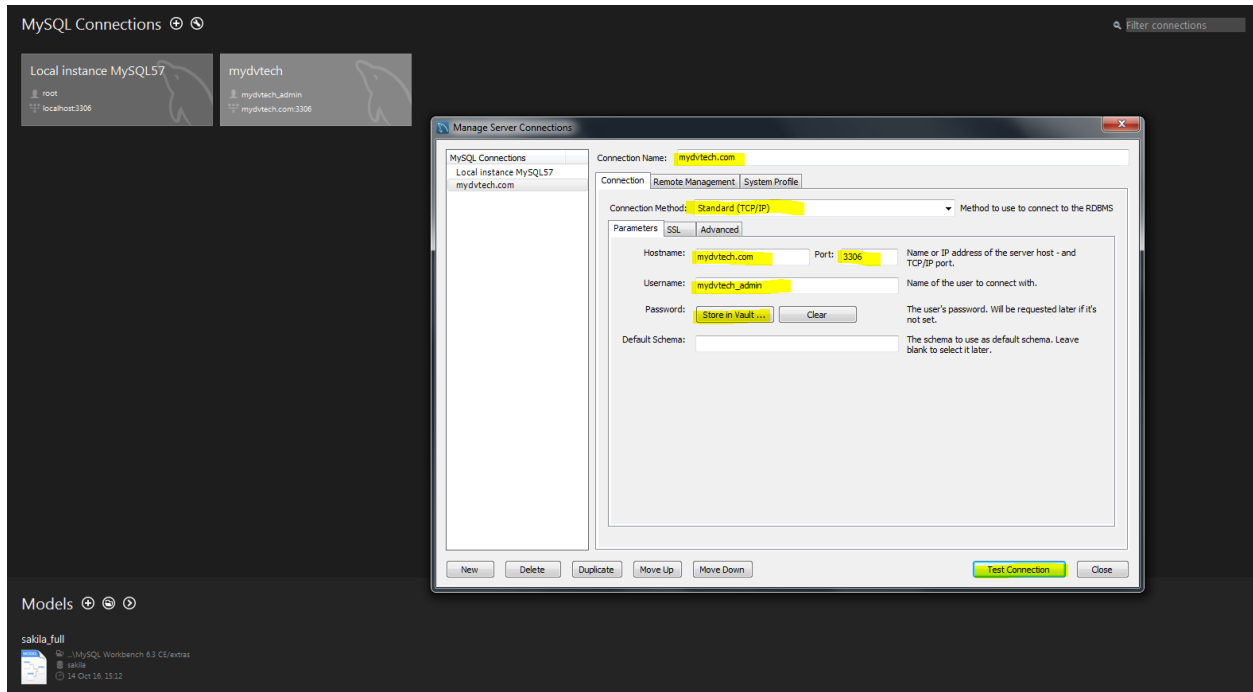 MySQL Connections
Filter connections
Local instance MySQL57
root
localhost:3306
mydvtech
mydvtech_admin
mydvtech.com:3306
Manage Server Connections
MySQL Connections
Local instance MySQL57
mydvtech.com
Connection Name: mydvtech.com
Connection Remote Management System Profile
Connection Method: Standard (TCP/IP) Method to use to connect to the RDBMS
Parameters SSL Advanced
Hostname: mydvtech.com Port: 3306 Name or IP address of the server host - and
TCP/IP port.
Username: mydvtech_admin Name of the user to connect with.
Password: Store in Vault ... Clear The user's password. Will be requested later if it's
not set.
Default Schema: The schema to use as default schema. Leave
blank to select it later.
New Delete Duplicate Move Up Move Down Test Connection Close
Models
sakila_full
...\MySQL Workbench 6.3 CE/extras
sakila
14 Oct 16, 15:12